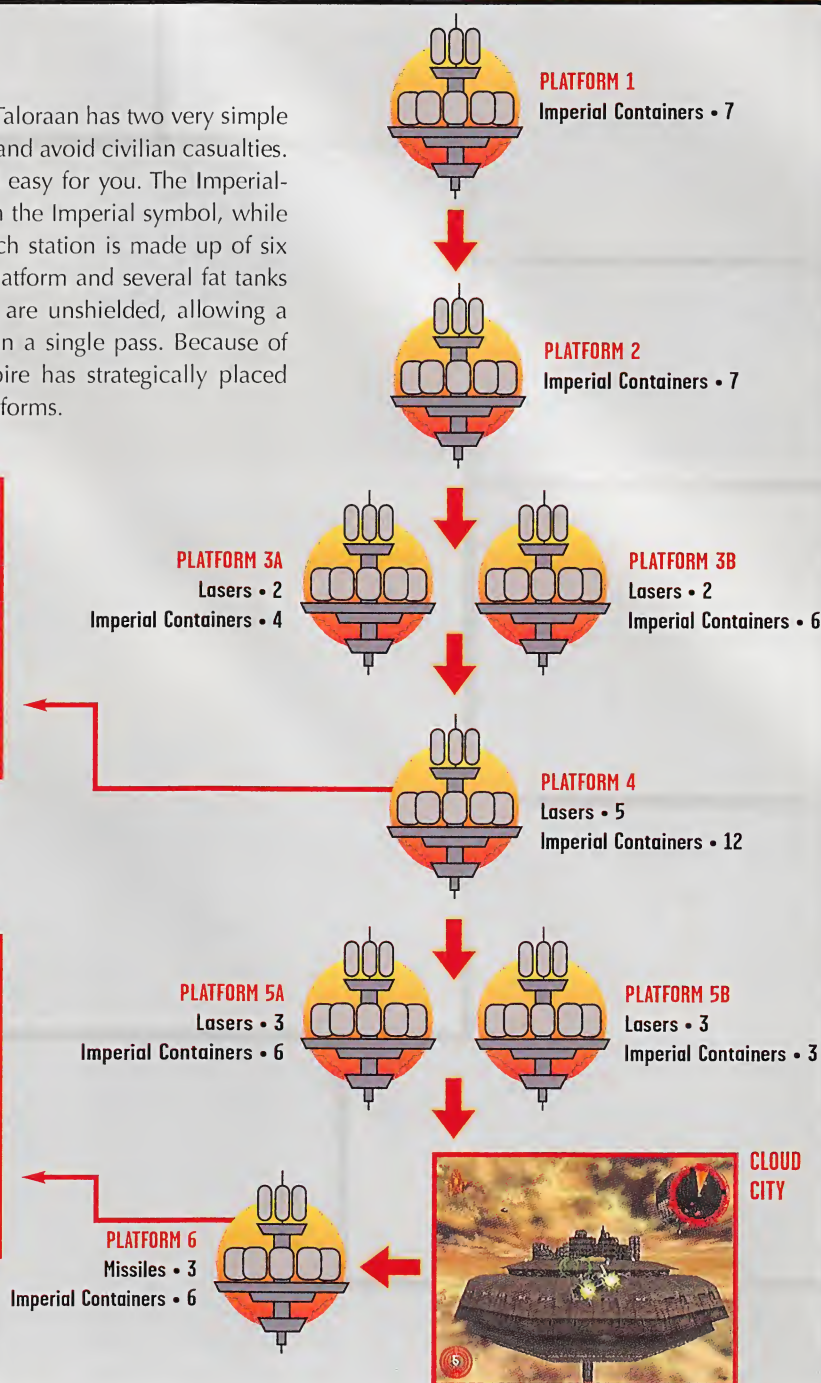 Taloraan has two very simple
and avoid civilian casualties.
easy for you. The Imperial-
the Imperial symbol, while
ch station is made up of six
atform and several fat tanks
are unshielded, allowing a
n a single pass. Because of
pire has strategically placed
forms.
PLATFORM 1
Imperial Containers • 7
PLATFORM 2
Imperial Containers • 7
PLATFORM 3A
Lasers • 2
Imperial Containers • 4
PLATFORM 3B
Lasers • 2
Imperial Containers • 6
PLATFORM 4
Lasers • 5
Imperial Containers • 12
PLATFORM 5A
Lasers • 3
Imperial Containers • 6
PLATFORM 5B
Lasers • 3
Imperial Containers • 3
CLOUD
CITY
PLATFORM 6
Missiles • 3
Imperial Containers • 6
5